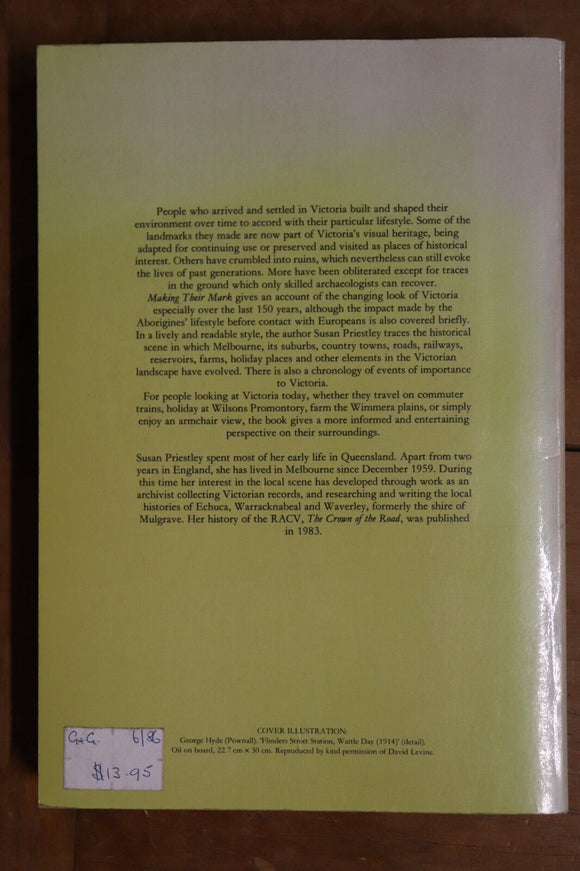 People who arrived and settled in Victoria built and shaped their
environment over time to accord with their particular lifestyle. Some of the
landmarks they made are now part of Victoria's visual heritage, being
adapted for continuing use or preserved and visited as places of historical
interest. Others have crumbled into ruins, which nevertheless can still evoke
the lives of past generations. More have been obliterated except for traces
in the ground which only skilled archaeologists can recover.
Making Their Mark gives an account of the changing look of Victoria
especially over the last 150 years, although the impact made by the
Aborigines' lifestyle before contact with Europeans is also covered briefly.
In a lively and readable style, the author Susan Priestley traces the historical
scene in which Melbourne, its suburbs, country towns, roads, railways,
reservoirs, farms, holiday places and other elements in the Victorian
landscape have evolved. There is also a chronology of events of importance
to Victoria.
For people looking at Victoria today, whether they travel on commuter
trains, holiday at Wilsons Promontory, farm the Wimmera plains, or simply
enjoy an armchair view, the book gives a more informed and entertaining
perspective on their surroundings.
Susan Priestley spent most of her early life in Queensland. Apart from two
years in England, she has lived in Melbourne since December 1959. During
this time her interest in the local scene has developed through work as an
archivist collecting Victorian records, and researching and writing the local
histories of Echuca, Warracknabeal and Waverley, formerly the shire of
Mulgrave. Her history of the RACV, The Crown of the Road, was published
in 1983.
COVER ILLUSTRATION:
George Hyde (Pownall). 'Flinders Street Station, Wattle Day (1914)' (detail).
Oil on board, 22.7 cm × 30 cm. Reproduced by kind permission of David Levine.
6/86
$13.95